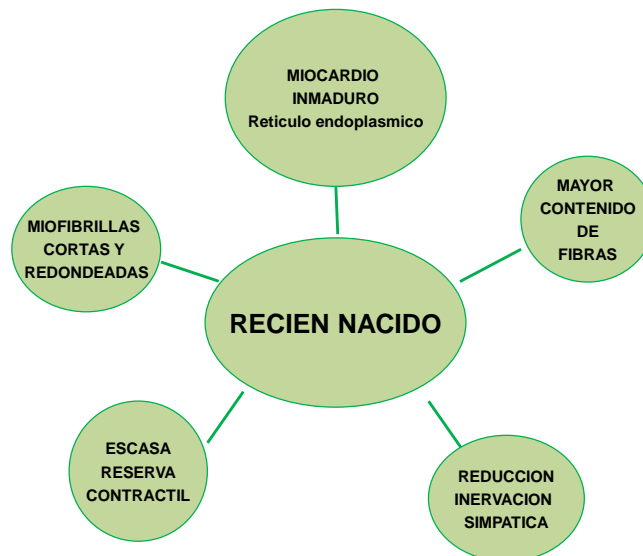 MIOCARDIO
INMADURO
Reticulo endoplasmico
MAYOR
CONTENIDO
DE
FIBRAS
MIOFIBRILLAS
CORTAS Y
REDONDEADAS
RECIEN NACIDO
ESCASA
RESERVA
CONTRACTIL
REDUCCION
INERVACION
SIMPATICA